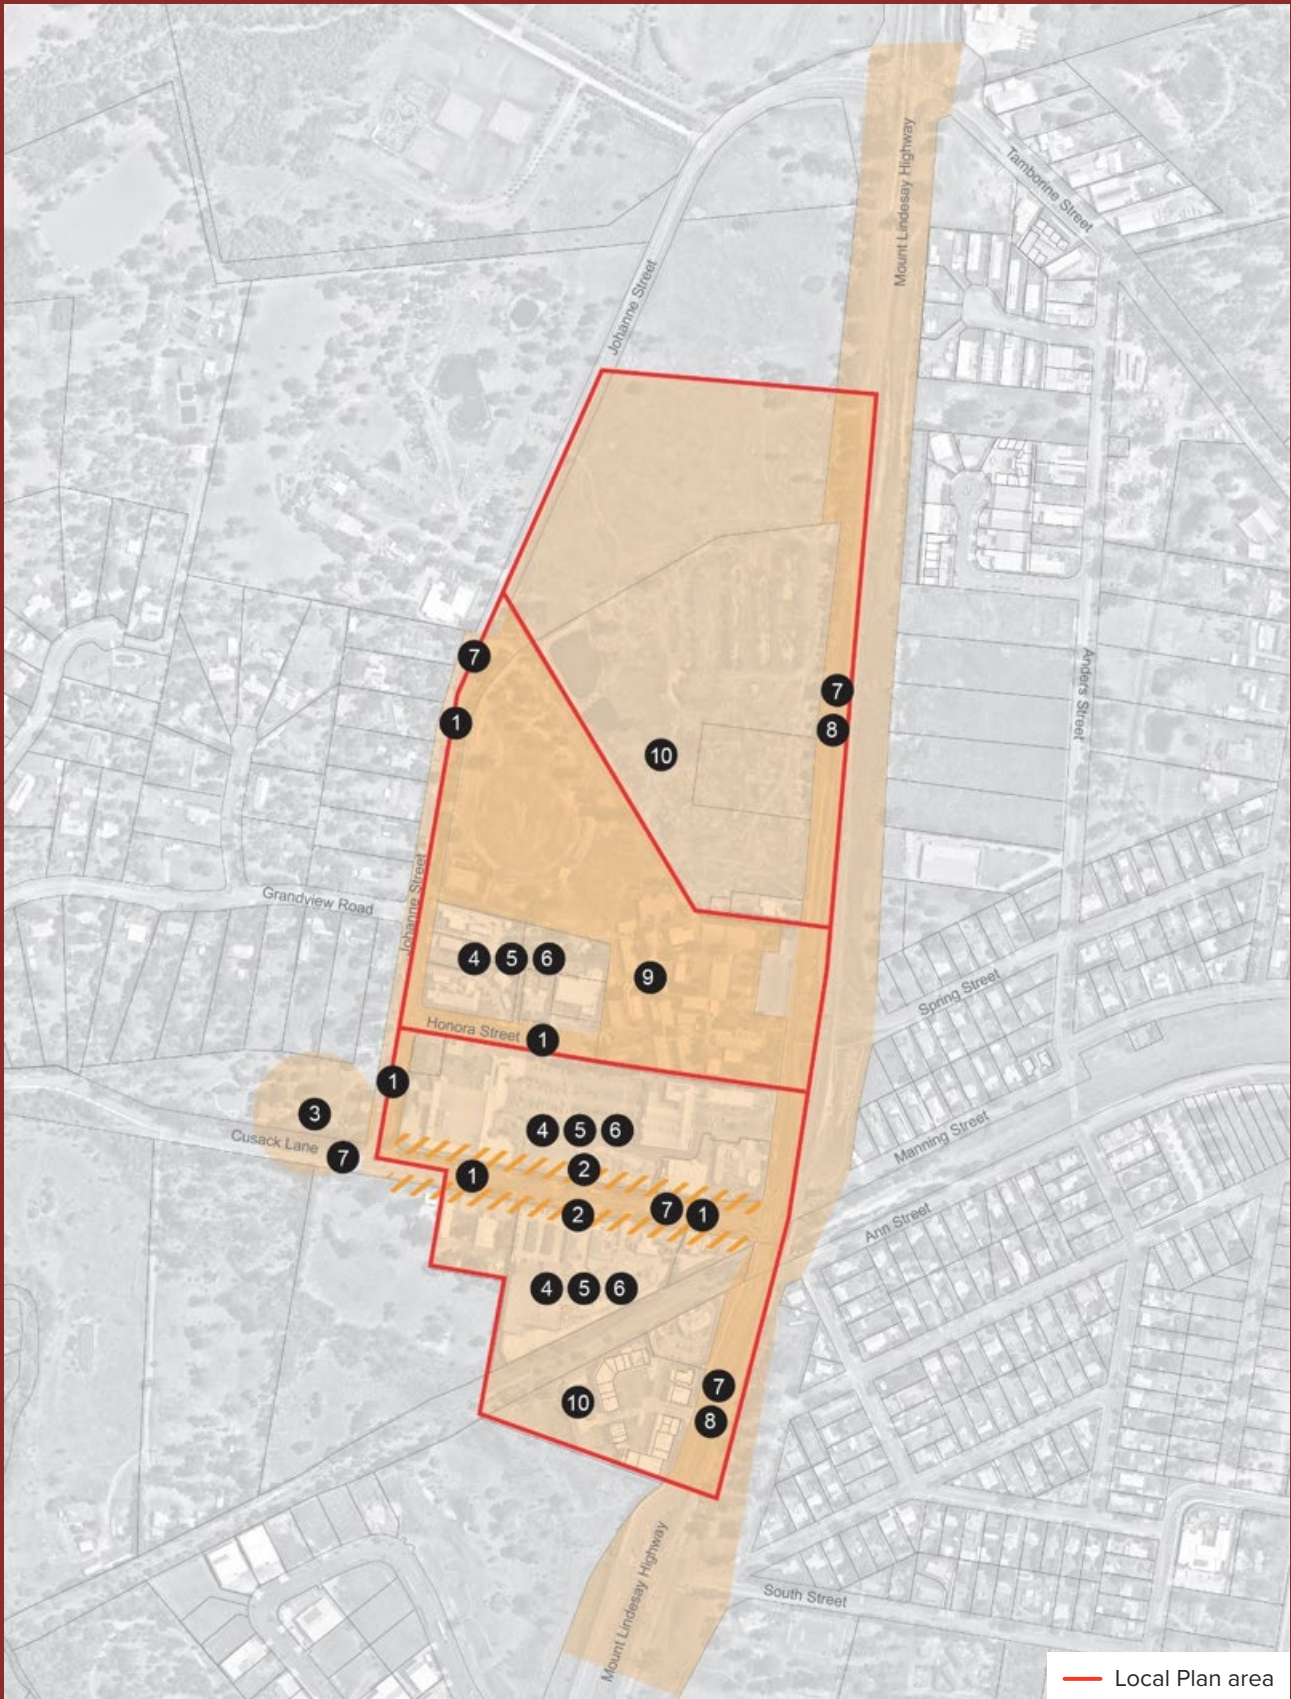 Mount Lindesay Highway
Tamborine Street
Johanne Street
7
1
7
8
10
Anders Street
Grandview Road
Johanne Street
4 5 6
9
Spring Street
Honora Street
1
1
3
Cusack Lane
7
4 5 6
Manning Street
2
1
2
7 1
Ann Street
4 5 6
7
10
8
Mount Lindesay Highway
South Street
Local Plan area